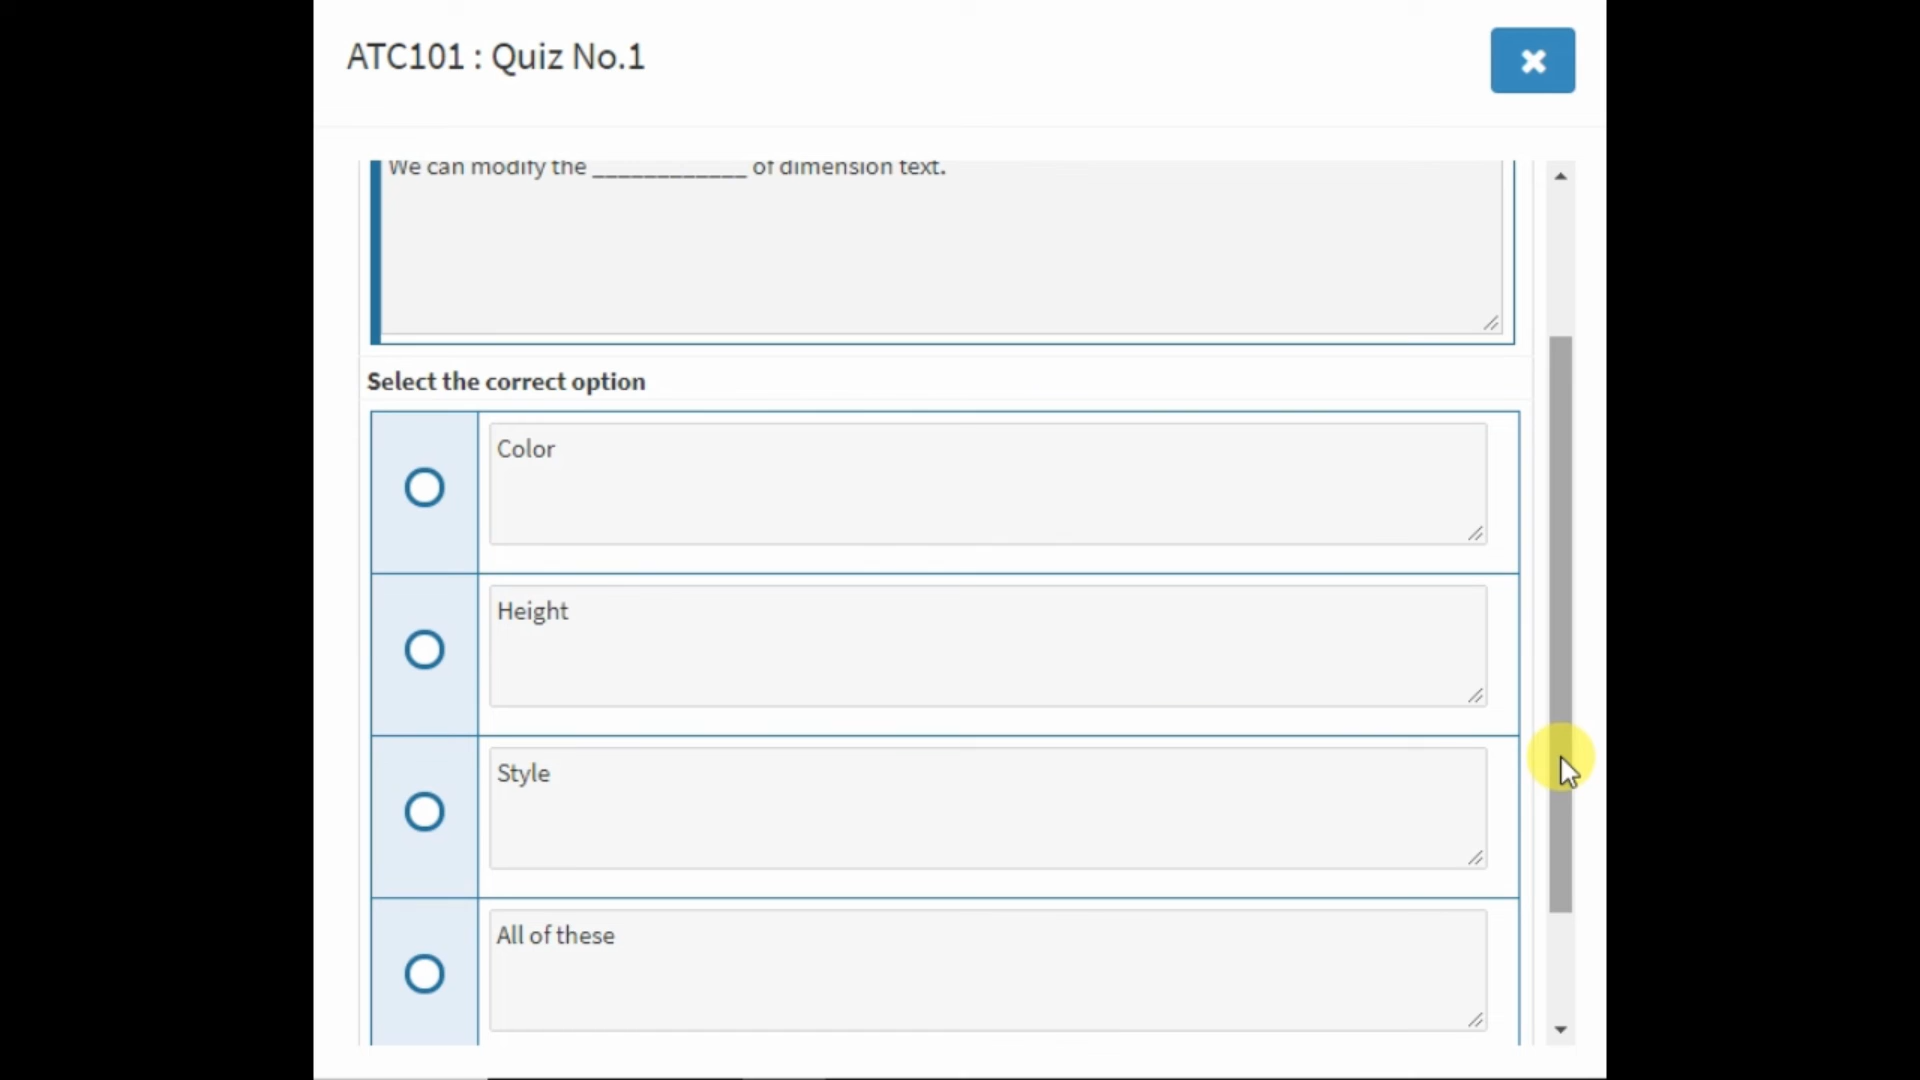 ATC101 : Quiz No.1
We can modify the ____________ of dimension text.
Select the correct option
Color
Height
Style
All of these